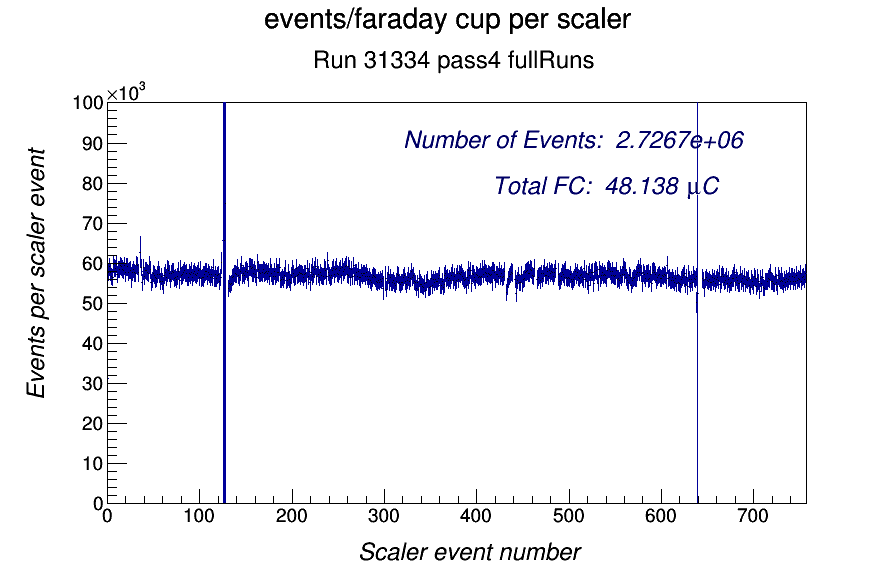 events/faraday cup per scaler
Run 31334 pass4 fullRuns
×10³
100
90
80
70
60
50
40
30
20
10
0
Events per scaler event
Number of Events: 2.7267e+06
Total FC: 48.138 μC
0 100 200 300 400 500 600 700
Scaler event number